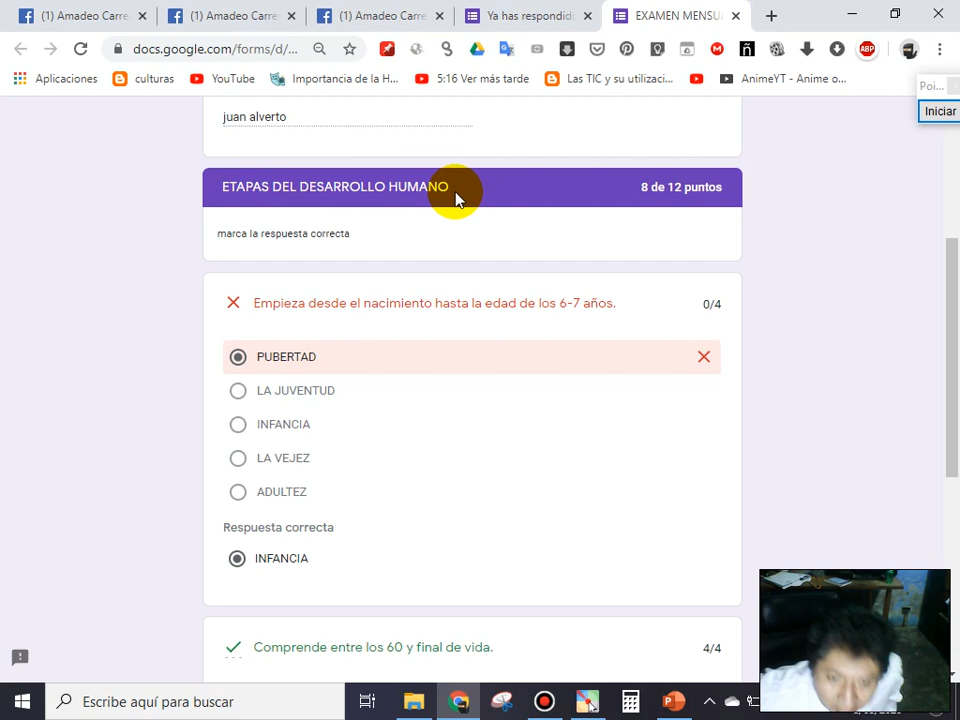 (1) Amadeo Carre
(1) Amadeo Carre
(1) Amadeo Carre
Ya has respondid
EXAMEN MENSUA
docs.google.com/forms/d/...
ABP
Aplicaciones
culturas
YouTube
Importancia de la H...
5:16 Ver más tarde
Las TIC y su utilizaci...
AnimeYT - Anime o...
Poi...
Iniciar
juan alverto
ETAPAS DEL DESARROLLO HUMANO
8 de 12 puntos
marca la respuesta correcta
Empieza desde el nacimiento hasta la edad de los 6-7 años.
0/4
PUBERTAD
LA JUVENTUD
INFANCIA
LA VEJEZ
ADULTEZ
Respuesta correcta
INFANCIA
Comprende entre los 60 y final de vida.
4/4
Escribe aquí para buscar